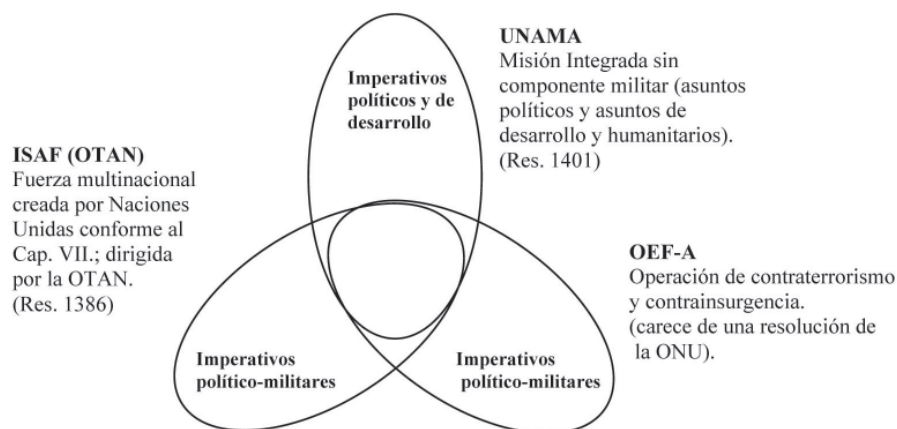 UNAMA
Misión Integrada sin
componente militar (asuntos
políticos y asuntos de
desarrollo y humanitarios).
(Res. 1401)
Imperativos
políticos y de
desarrollo
ISAF (OTAN)
Fuerza multinacional
creada por Naciones
Unidas conforme al
Cap. VII.; dirigida
por la OTAN.
(Res. 1386)
OEF-A
Operación de contraterrorismo
y contrainsurgencia.
(carece de una resolución de
la ONU).
Imperativos
político-militares
Imperativos
político-militares